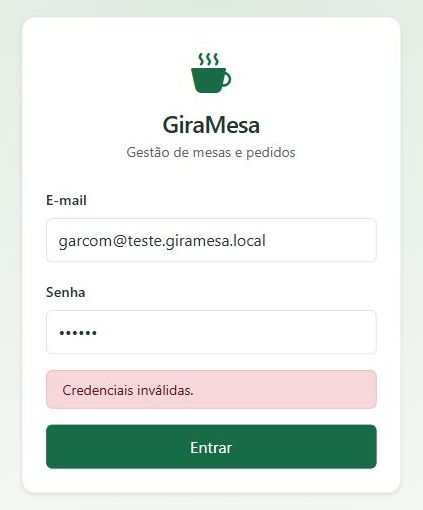 GiraMesa
Gestão de mesas e pedidos
E-mail
garcom@teste.giramesa.local
Senha
••••••
Credenciais inválidas.
Entrar